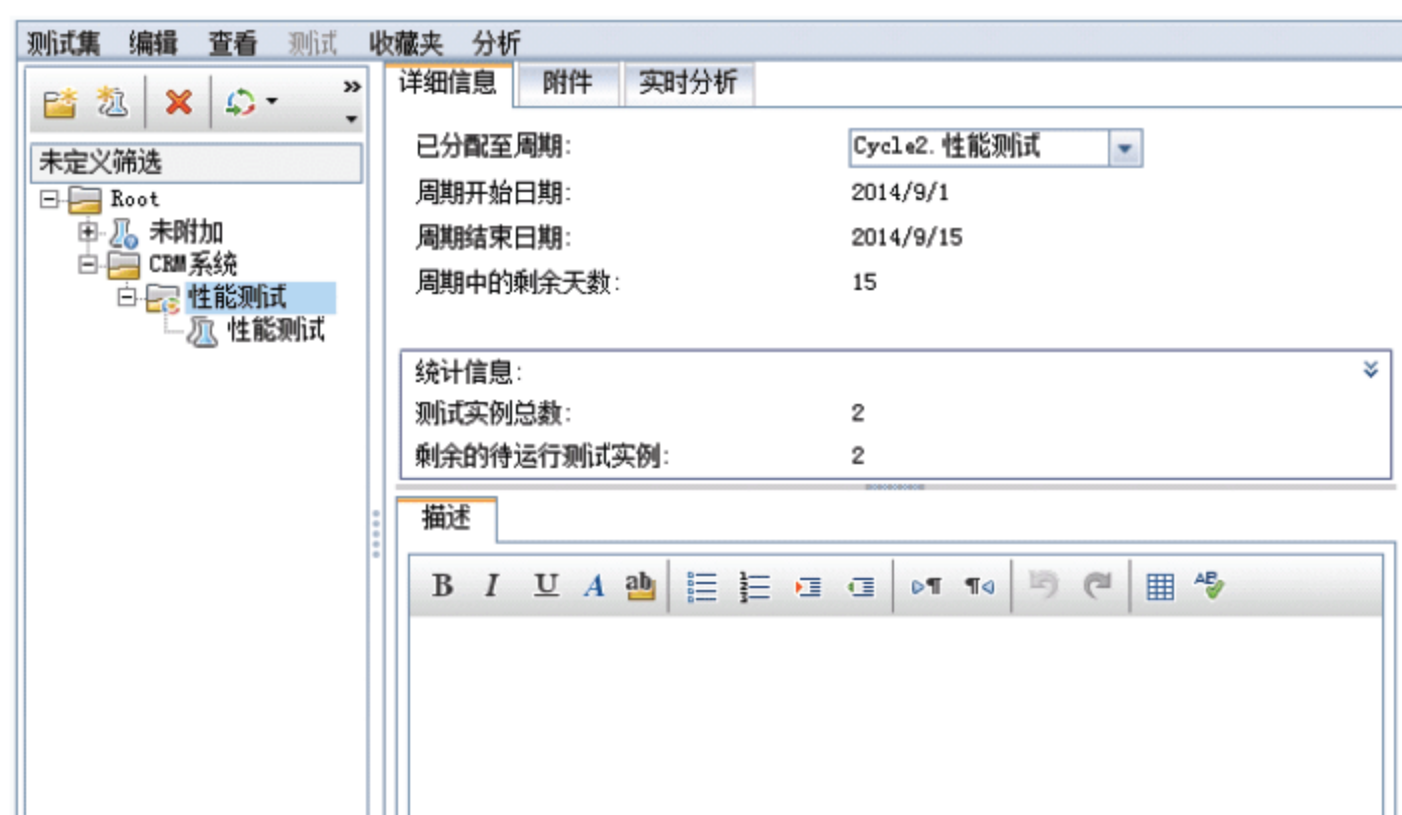 测试集 编辑 查看 测试 收藏夹 分析
未定义筛选
Root
未附加
CRM系统
性能测试
性能测试
详细信息 附件 实时分析
已分配至周期: Cycle2. 性能测试
周期开始日期: 2014/9/1
周期结束日期: 2014/9/15
周期中的剩余天数: 15
统计信息:
测试实例总数: 2
剩余的待运行测试实例: 2
描述
B I U A ab